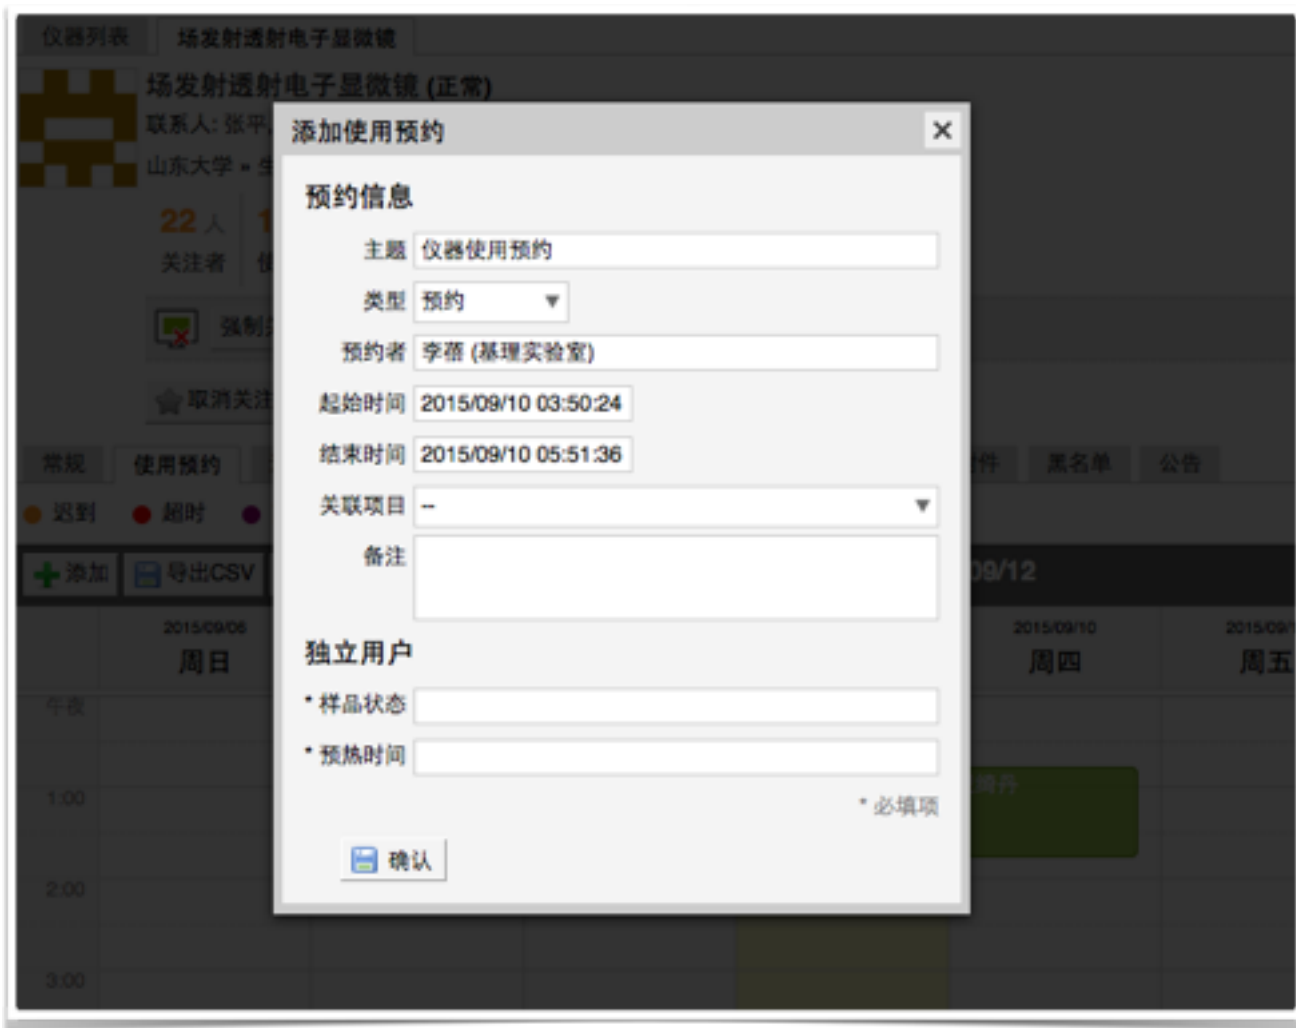 仪器列表 场发射透射电子显微镜
场发射透射电子显微镜 (正常)
联系人: 张平,
山东大学 »
22 人
关注者
强制
取消关注
常规 使用预约 件 黑名单 公告
迟到 超时
添加 导出CSV 09/12
2015/09/06 2015/09/10 2015/09/
周日 周四 周五
午夜
1:00
2:00
3:00
添加使用预约
预约信息
主题 仪器使用预约
类型 预约
预约者 李蓓 (基理实验室)
起始时间 2015/09/10 03:50:24
结束时间 2015/09/10 05:51:36
关联项目 --
备注
独立用户
* 样品状态
* 预热时间
* 必填项
确认